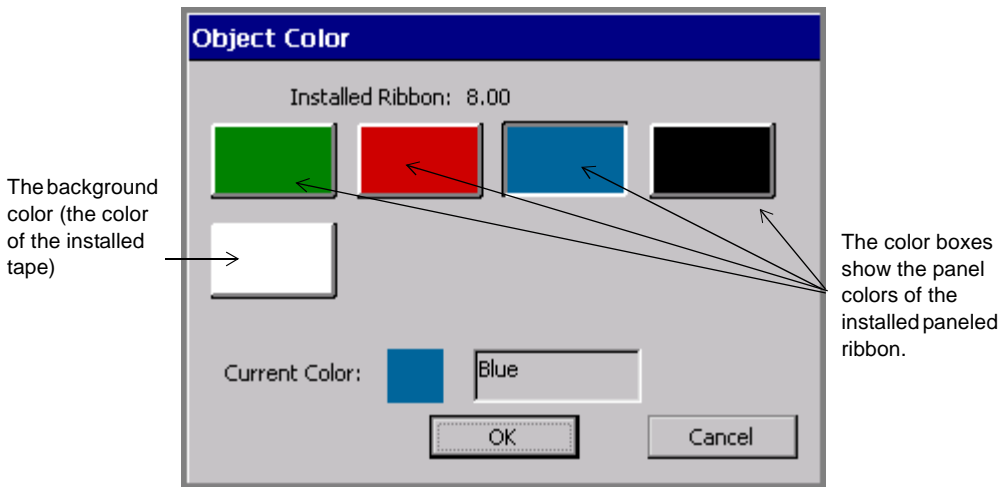 Object Color
Installed Ribbon: 8.00
The background
color (the color
of the installed
tape)
The color boxes
show the panel
colors of the
installed paneled
ribbon.
Current Color:
Blue
OK
Cancel